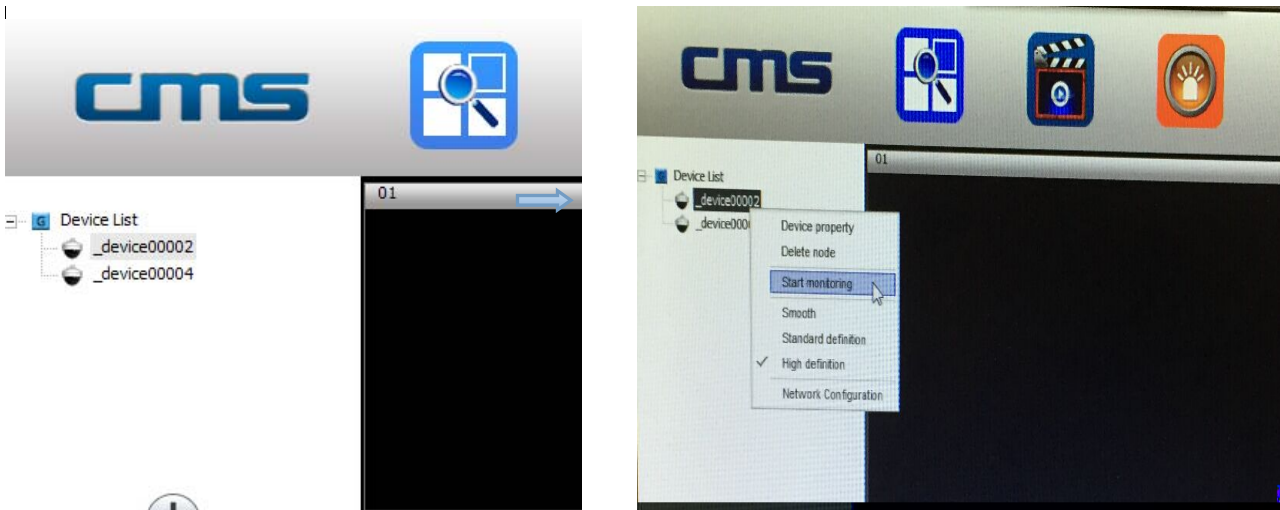 cms
01
G Device List
_device00002
_device00004
cms
01
G Device List
_device00002
_device000
Device property
Delete node
Start monitoring
Smooth
Standard definition
High definition
Network Configuration